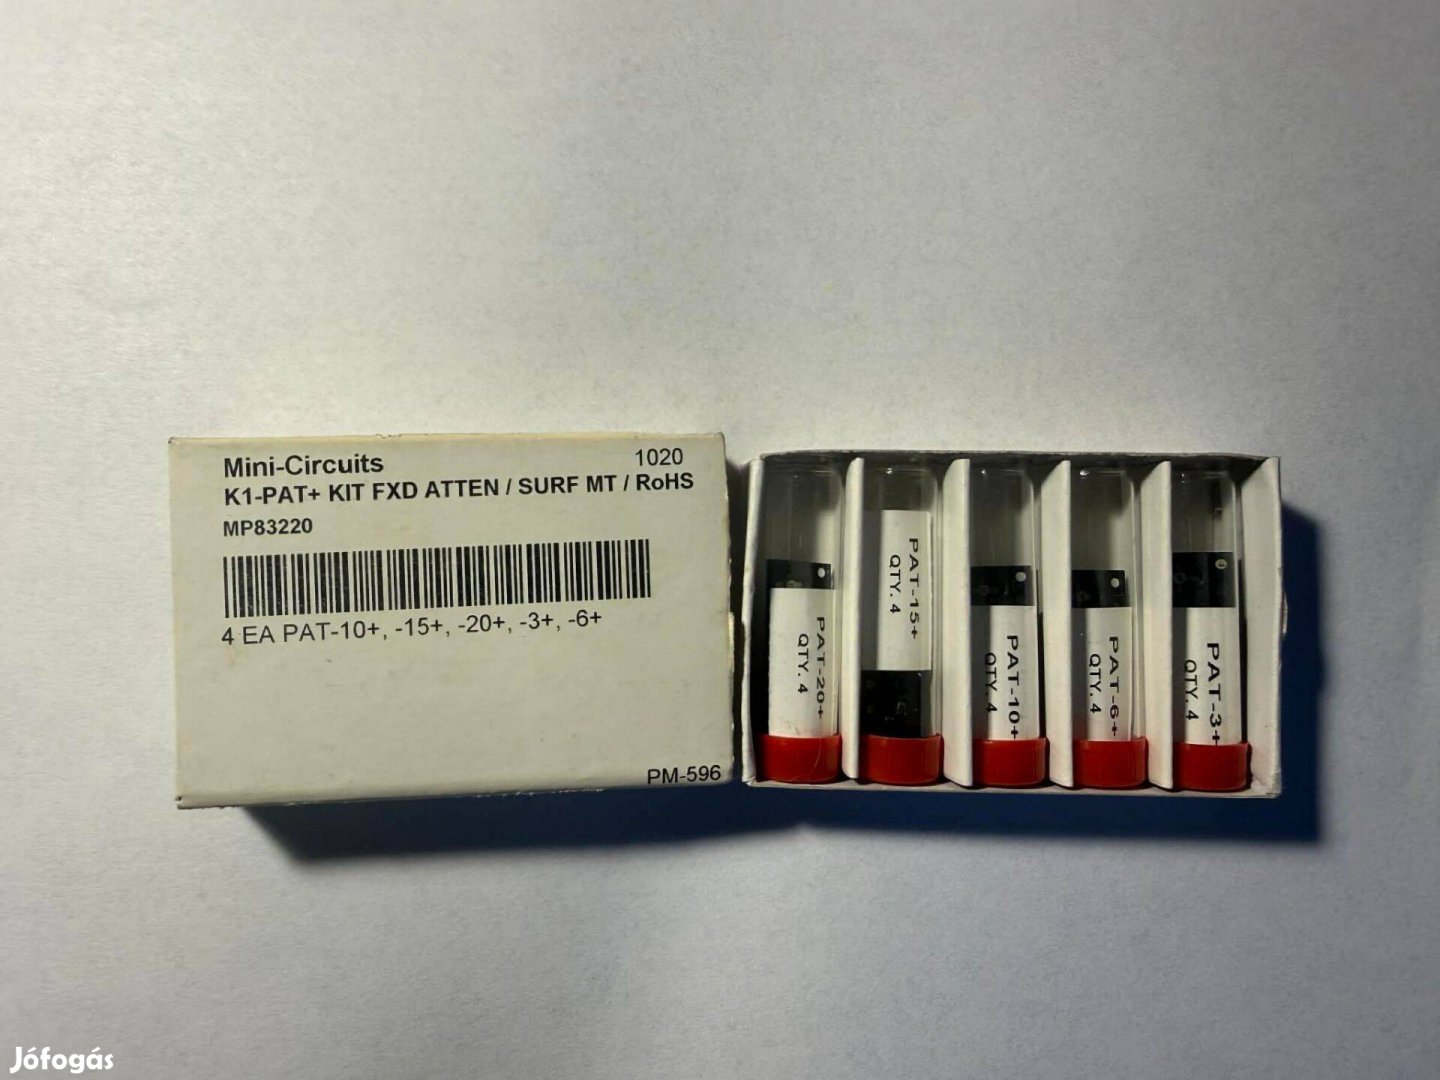 Mini-Circuits 1020
K1-PAT+ KIT FXD ATTEN / SURF MT / RoHS
MP83220
4 EA PAT-10+, -15+, -20+, -3+, -6+
PM-596
PAT-20+
QTY. 4
PAT-15+
QTY. 4
PAT-10+
QTY. 4
PAT-6+
QTY. 4
PAT-3+
QTY. 4
Jófogás